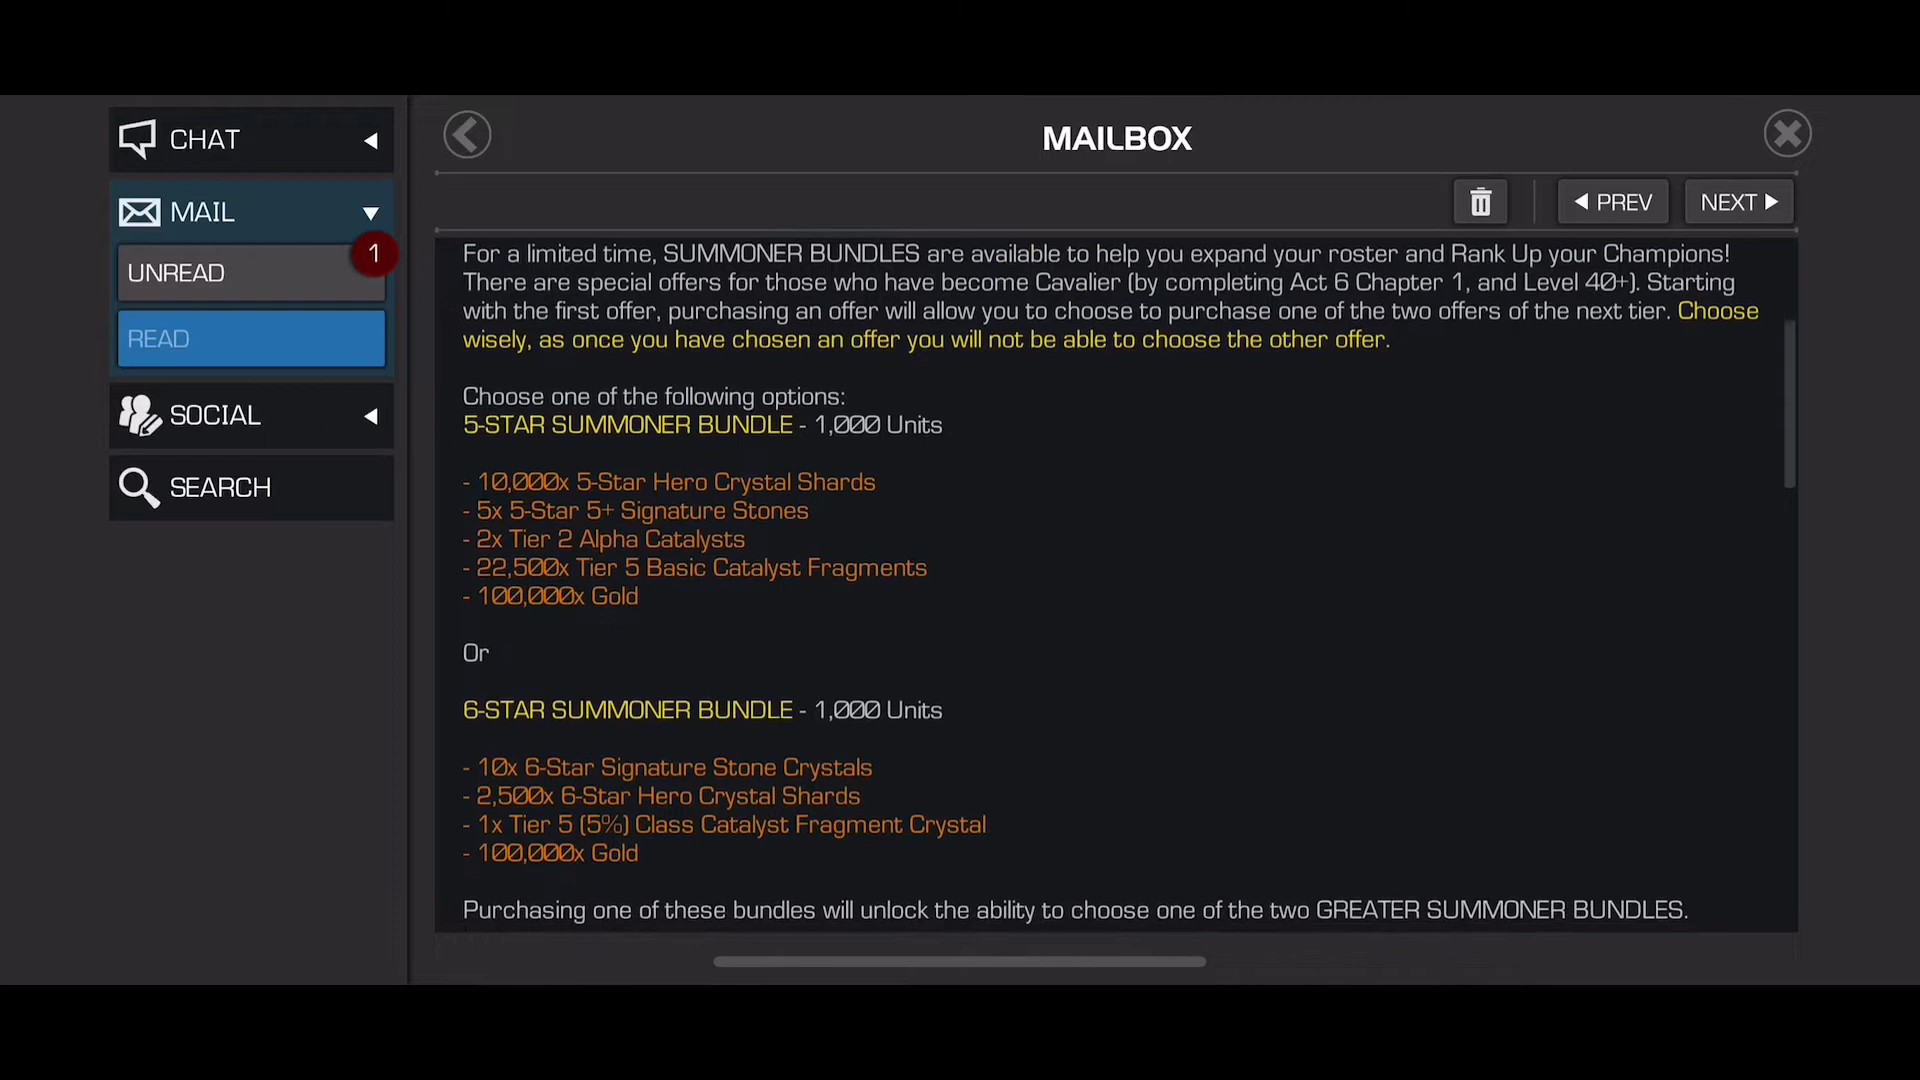 CHAT
MAIL
1
UNREAD
READ
SOCIAL
SEARCH
MAILBOX
PREV
NEXT
For a limited time, SUMMONER BUNDLES are available to help you expand your roster and Rank Up your Champions!
There are special offers for those who have become Cavalier (by completing Act 6 Chapter 1, and Level 40+). Starting
with the first offer, purchasing an offer will allow you to choose to purchase one of the two offers of the next tier. Choose
wisely, as once you have chosen an offer you will not be able to choose the other offer.
Choose one of the following options:
5-STAR SUMMONER BUNDLE - 1,000 Units
- 10,000x 5-Star Hero Crystal Shards
- 5x 5-Star 5+ Signature Stones
- 2x Tier 2 Alpha Catalysts
- 22,500x Tier 5 Basic Catalyst Fragments
- 100,000x Gold
Or
6-STAR SUMMONER BUNDLE - 1,000 Units
- 10x 6-Star Signature Stone Crystals
- 2,500x 6-Star Hero Crystal Shards
- 1x Tier 5 (5%) Class Catalyst Fragment Crystal
- 100,000x Gold
Purchasing one of these bundles will unlock the ability to choose one of the two GREATER SUMMONER BUNDLES.